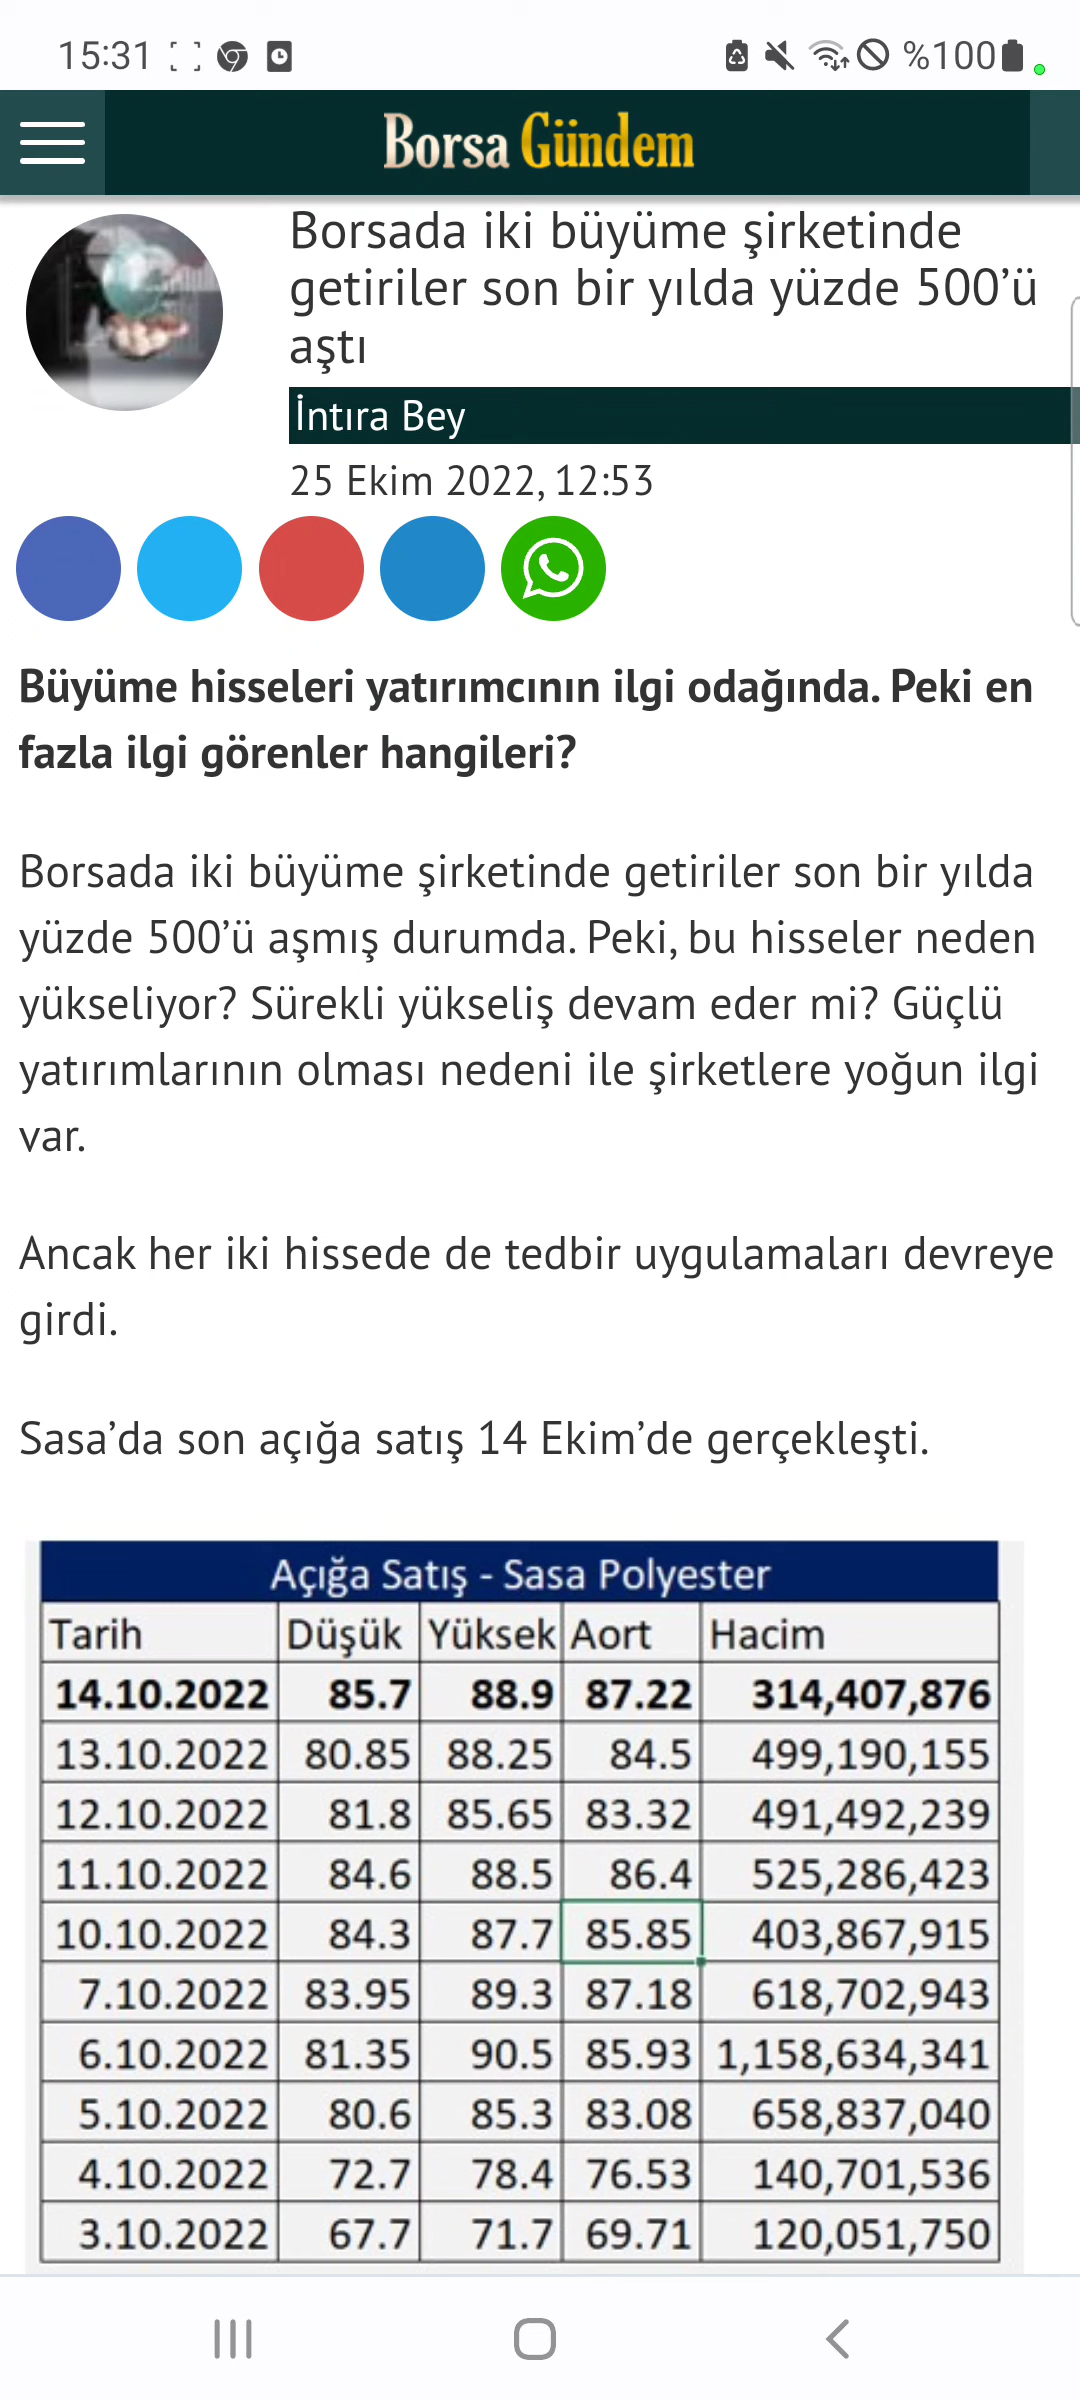 15:31
%100
Borsa Gündem
Borsada iki büyüme şirketinde
getiriler son bir yılda yüzde 500’ü
aştı
İntıra Bey
25 Ekim 2022, 12:53
Büyüme hisseleri yatırımcının ilgi odağında. Peki en
fazla ilgi görenler hangileri?
Borsada iki büyüme şirketinde getiriler son bir yılda
yüzde 500’ü aşmış durumda. Peki, bu hisseler neden
yükseliyor? Sürekli yükseliş devam eder mi? Güçlü
yatırımlarının olması nedeni ile şirketlere yoğun ilgi
var.
Ancak her iki hissede de tedbir uygulamaları devreye
girdi.
Sasa’da son açığa satış 14 Ekim’de gerçekleşti.
Açığa Satış - Sasa Polyester
Tarih Düşük Yüksek Aort Hacim
14.10.2022 85.7 88.9 87.22 314,407,876
13.10.2022 80.85 88.25 84.5 499,190,155
12.10.2022 81.8 85.65 83.32 491,492,239
11.10.2022 84.6 88.5 86.4 525,286,423
10.10.2022 84.3 87.7 85.85 403,867,915
7.10.2022 83.95 89.3 87.18 618,702,943
6.10.2022 81.35 90.5 85.93 1,158,634,341
5.10.2022 80.6 85.3 83.08 658,837,040
4.10.2022 72.7 78.4 76.53 140,701,536
3.10.2022 67.7 71.7 69.71 120,051,750